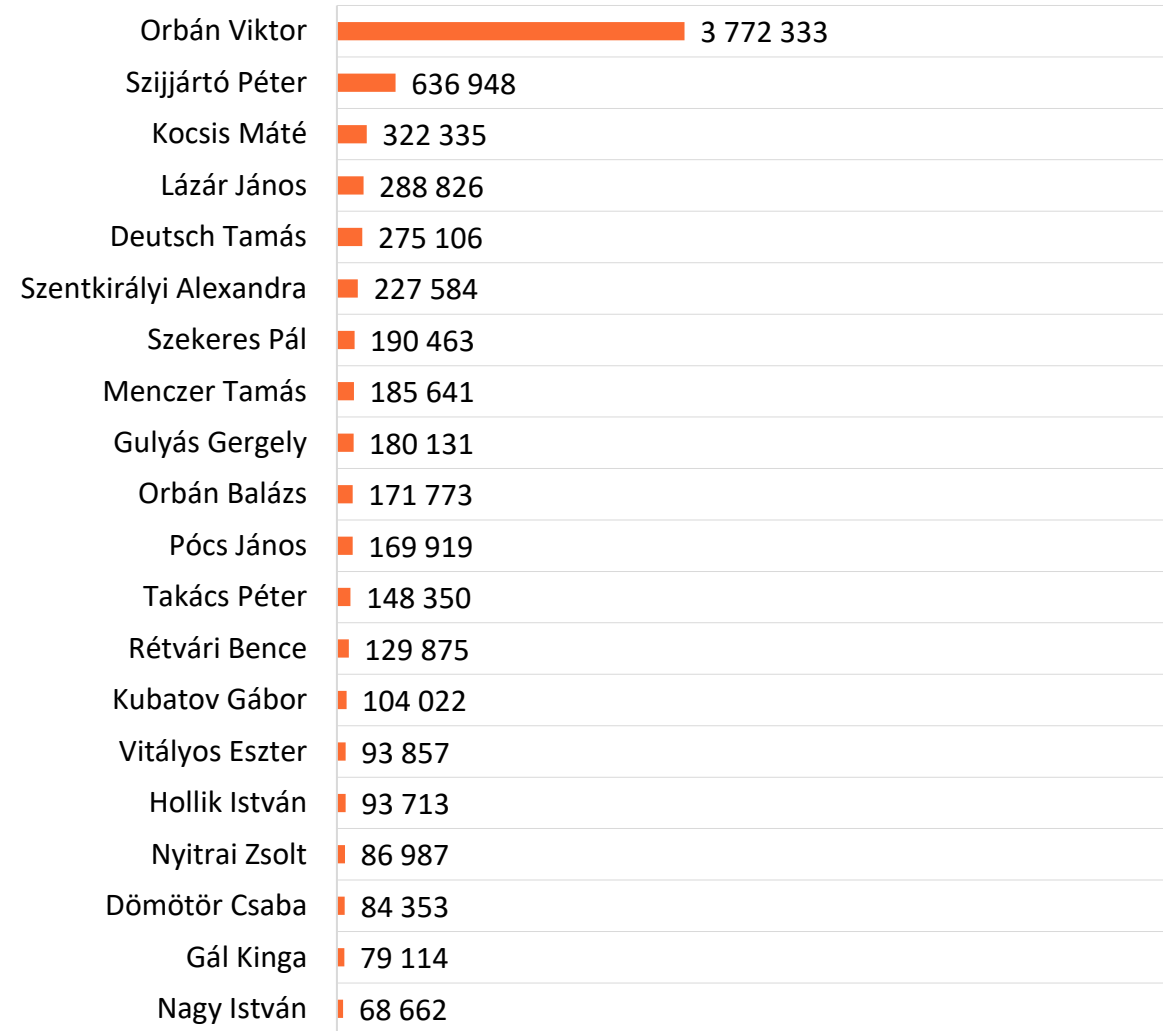 Orbán Viktor 3 772 333
Szijjártó Péter 636 948
Kocsis Máté 322 335
Lázár János 288 826
Deutsch Tamás 275 106
Szentkirályi Alexandra 227 584
Szekeres Pál 190 463
Menczer Tamás 185 641
Gulyás Gergely 180 131
Orbán Balázs 171 773
Pócs János 169 919
Takács Péter 148 350
Rétvári Bence 129 875
Kubatov Gábor 104 022
Vitályos Eszter 93 857
Hollik István 93 713
Nyitrai Zsolt 86 987
Dömötör Csaba 84 353
Gál Kinga 79 114
Nagy István 68 662